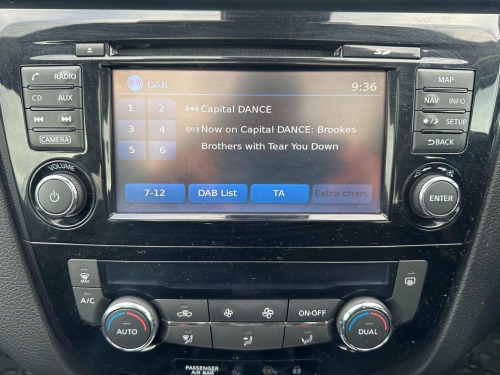 SD
RADIO
MAP
CD AUX
NAV INFO
SETUP
CAMERA
BACK
DAB 9:36
1 2
Capital DANCE
3 4
Now on Capital DANCE: Brookes
5 6
Brothers with Tear You Down
7-12
DAB List
TA
Extra chan.
VOLUME
ENTER
A/C
ON·OFF
AUTO
DUAL
PASSENGER
AIR BAG